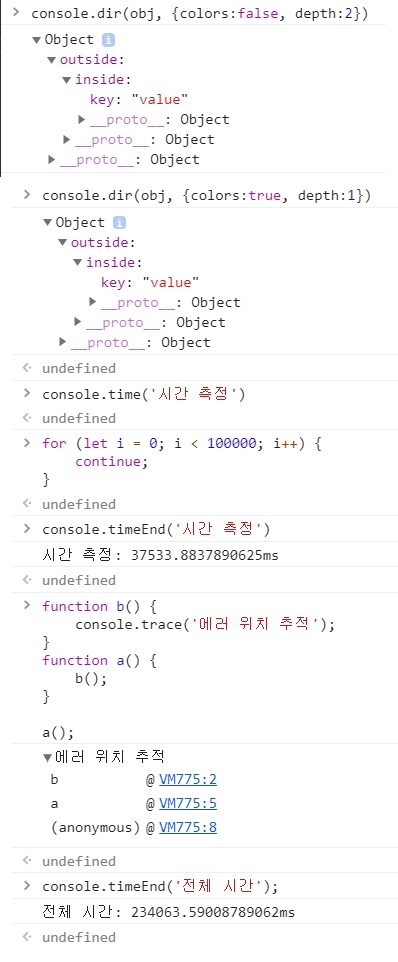 > console.dir(obj, {colors:false, depth:2})
▼Object i
▼outside:
▼inside:
key: "value"
▶__proto__: Object
▶__proto__: Object
▶__proto__: Object
> console.dir(obj, {colors:true, depth:1})
▼Object i
▼outside:
▼inside:
key: "value"
▶__proto__: Object
▶__proto__: Object
▶__proto__: Object
undefined
> console.time('시간 측정')
undefined
> for (let i = 0; i < 100000; i++) {
continue;
}
undefined
> console.timeEnd('시간 측정')
시간 측정: 37533.8837890625ms
undefined
> function b() {
console.trace('에러 위치 추적');
}
function a() {
b();
}
a();
▼에러 위치 추적
b @ VM775:2
a @ VM775:5
(anonymous) @ VM775:8
undefined
> console.timeEnd('전체 시간');
전체 시간: 234063.59008789062ms
undefined